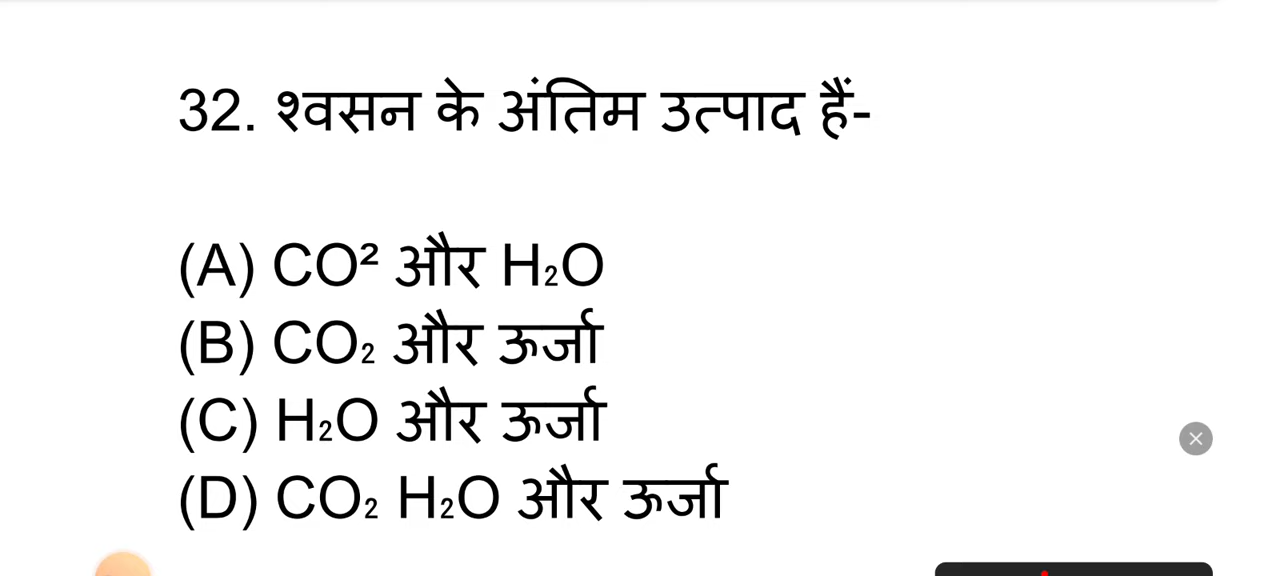 32. श्वसन के अंतिम उत्पाद हैं-
(A) CO² और H₂O
(B) CO₂ और ऊर्जा
(C) H₂O और ऊर्जा
(D) CO₂ H₂O और ऊर्जा